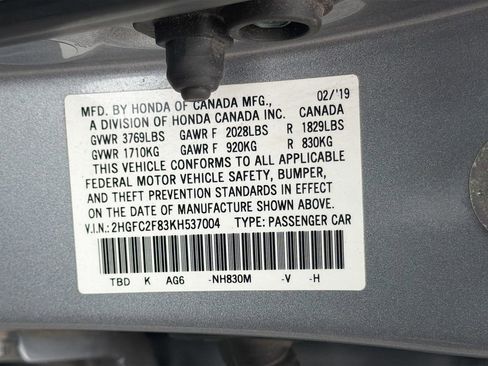 MFD. BY HONDA OF CANADA MFG., 02/'19
A DIVISION OF HONDA CANADA INC. CANADA
GVWR 3769LBS GAWR F 2028LBS R 1829LBS
GVWR 1710KG GAWR F 920KG R 830KG
THIS VEHICLE CONFORMS TO ALL APPLICABLE
FEDERAL MOTOR VEHICLE SAFETY, BUMPER,
AND THEFT PREVENTION STANDARDS IN EFFECT
ON THE DATE OF MANUFACTURE SHOWN ABOVE.
V.I.N.: 2HGFC2F83KH537004 TYPE: PASSENGER CAR
TBD K AG6 -NH830M -V -H